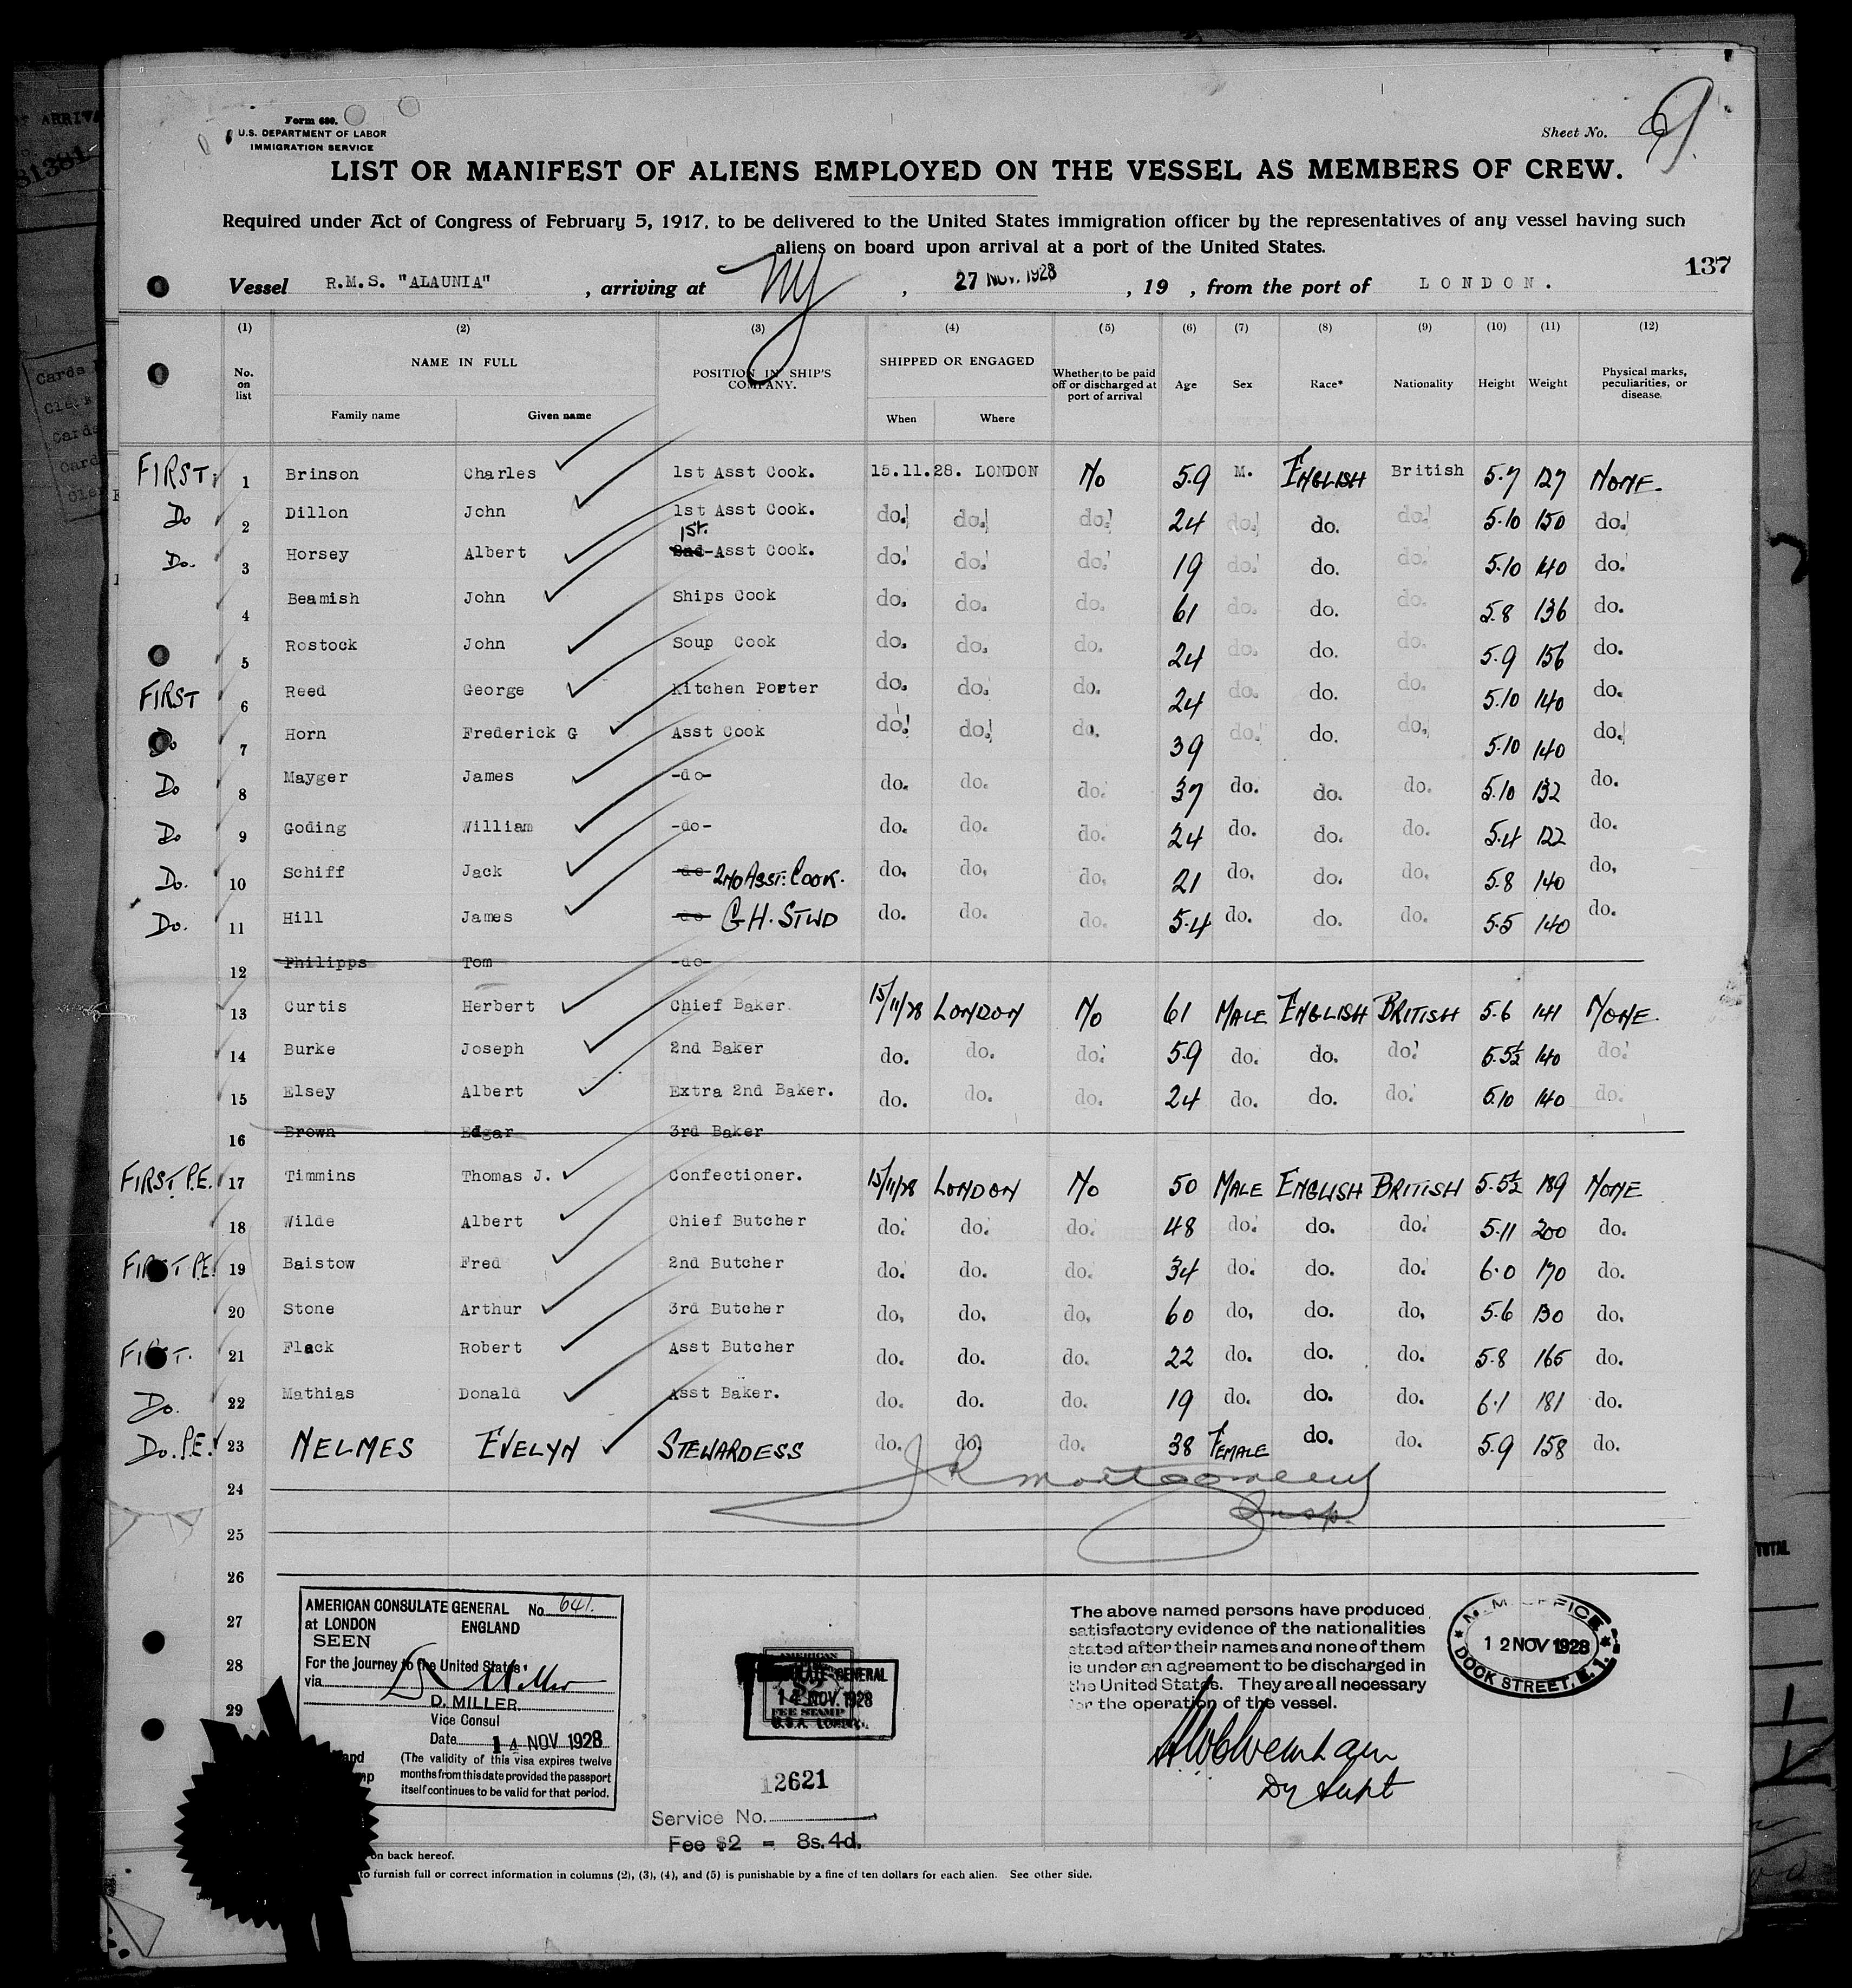 Form 680.
U.S. DEPARTMENT OF LABOR
IMMIGRATION SERVICE
Sheet No. 9.
LIST OR MANIFEST OF ALIENS EMPLOYED ON THE VESSEL AS MEMBERS OF CREW.
Required under Act of Congress of February 5, 1917, to be delivered to the United States immigration officer by the representatives of any vessel having such
aliens on board upon arrival at a port of the United States.
137
Vessel R.M.S. "ALAUNIA" , arriving at NY , 27 NOV. 1928 , 19 , from the port of LONDON.
(1) (2) (3) (4) (5) (6) (7) (8) (9) (10) (11) (12)
No. on list NAME IN FULL POSITION IN SHIP'S COMPANY. SHIPPED OR ENGAGED Whether to be paid off or discharged at port of arrival Age Sex Race* Nationality Height Weight Physical marks, peculiarities, or disease.
Family name Given name When Where
FIRST. 1 Brinson Charles 1st Asst Cook. 15.11.28. LONDON No 59 M. ENGLISH British 5.7 127 NONE.
Do 2 Dillon John 1st Asst Cook. do. do. do. 24 do. do. do. 5.10 150 do.
Do. 3 Horsey Albert 2nd 1st. Asst Cook. do. do. do. 19 do. do. do. 5.10 140 do.
4 Beamish John Ships Cook do. do. do. 61 do. do. do. 5.8 136 do.
5 Rostock John Soup Cook do. do. do. 24 do. do. do. 5.9 156 do.
FIRST 6 Reed George Kitchen Porter do. do. do. 24 do. do. do. 5.10 140 do.
Do 7 Horn Frederick G Asst Cook do. do. do. 39 do. do. do. 5.10 140 do.
Do 8 Mayger James -do- do. do. do. 37 do. do. do. 5.10 132 do.
Do 9 Goding William -do- do. do. do. 24 do. do. do. 5.4 122 do.
Do. 10 Schiff Jack -do- 2ND ASST: COOK. do. do. do. 21 do. do. do. 5.8 140 do.
Do. 11 Hill James -do- G.H. STWD do. do. do. 54 do. do. do. 5.5 140 do.
12 Philipps Tom -do-
13 Curtis Herbert Chief Baker. 15/11/28 LONDON No 61 MALE ENGLISH BRITISH 5.6 141 NONE.
14 Burke Joseph 2nd Baker do. do. do. 59 do. do. do. 5.5½ 140 do.
15 Elsey Albert Extra 2nd Baker. do. do. do. 24 do. do. do. 5.10 140 do.
16 Brown Edgar 3rd Baker
FIRST. P.E. 17 Timmins Thomas J. Confectioner. 15/11/28 LONDON No 50 MALE ENGLISH BRITISH 5.5½ 189 NONE
18 Wilde Albert Chief Butcher do. do. do. 48 do. do. do. 5.11 200 do.
FIRST P.E. 19 Baistow Fred 2nd Butcher do. do. do. 34 do. do. do. 6.0 170 do.
20 Stone Arthur 3rd Butcher do. do. do. 60 do. do. do. 5.6 130 do.
FIRST. 21 Flack Robert Asst Butcher do. do. do. 22 do. do. do. 5.8 165 do.
Do. 22 Mathias Donald Asst Baker. do. do. do. 19 do. do. do. 6.1 181 do.
Do. P.E. 23 NELMES EVELYN STEWARDESS do. do. do. 38 FEMALE do. do. 5.9 158 do.
24 J R Montgomery
Insp.
25
26
27
28
29
AMERICAN CONSULATE GENERAL No. 641.
at LONDON ENGLAND
SEEN
For the journey to the United States
via
D. Miller
D. MILLER.
Vice Consul
Date 14 NOV 1928
(The validity of this visa expires twelve
months from this date provided the passport
itself continues to be valid for that period.
AMERICAN
CONSULATE GENERAL
14 NOV. 1928
FEE STAMP
12621
Service No.
Fee $2 = 8s. 4d.
The above named persons have produced
satisfactory evidence of the nationalities
stated after their names and none of them
is under an agreement to be discharged in
the United States. They are all necessary
for the operation of the vessel.
Dy Supt
OFFICE
12 NOV 1928
DOCK STREET, E.1.
on back hereof.
to furnish full or correct information in columns (2), (3), (4), and (5) is punishable by a fine of ten dollars for each alien. See other side.
TOTAL